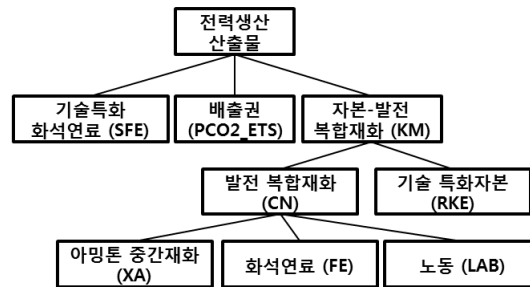 전력생산
산출물
기술특화
화석연료 (SFE)
배출권
(PCO2_ETS)
자본-발전
복합재화 (KM)
발전 복합재화
(CN)
기술 특화자본
(RKE)
아밍톤 중간재화
(XA)
화석연료 (FE)
노동 (LAB)